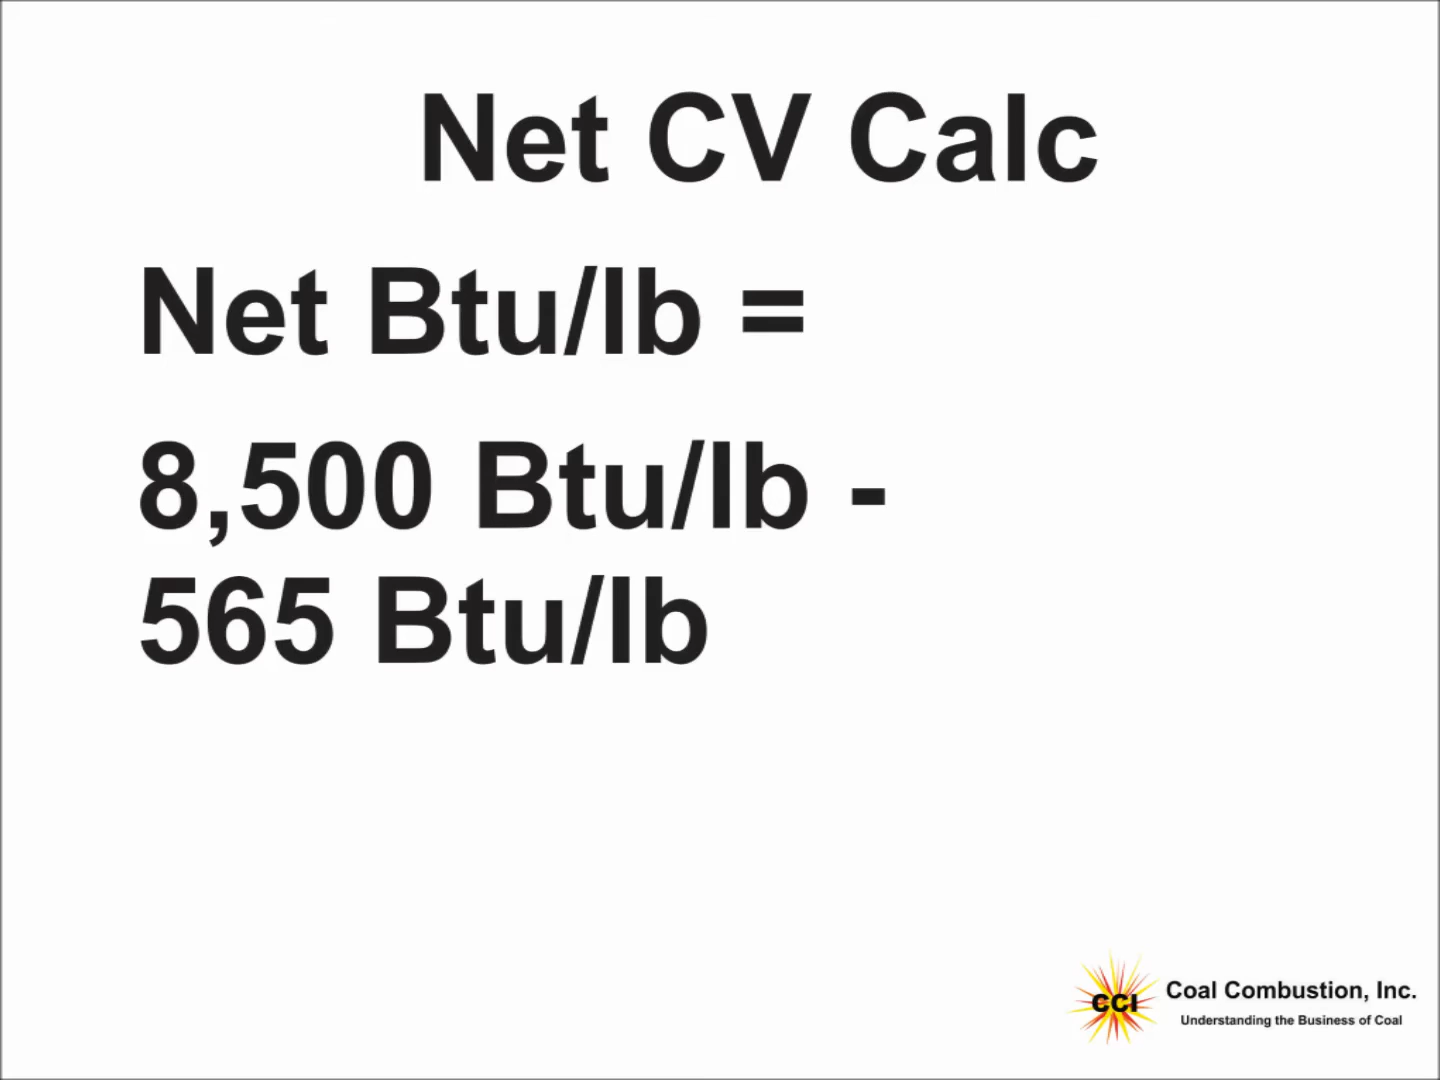 Net CV Calc
Net Btu/lb =
8,500 Btu/lb -
565 Btu/lb
CCI
Coal Combustion, Inc.
Understanding the Business of Coal